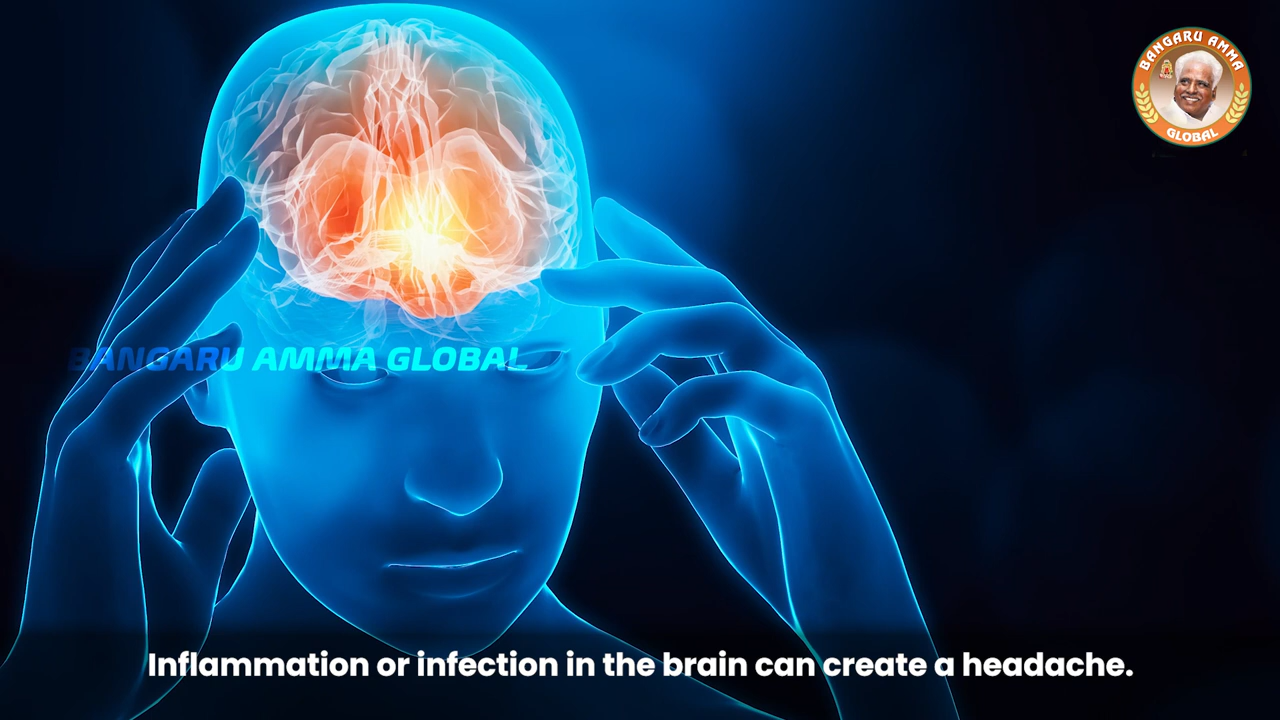 BANGARU AMMA
GLOBAL
BANGARU AMMA GLOBAL
Inflammation or infection in the brain can create a headache.